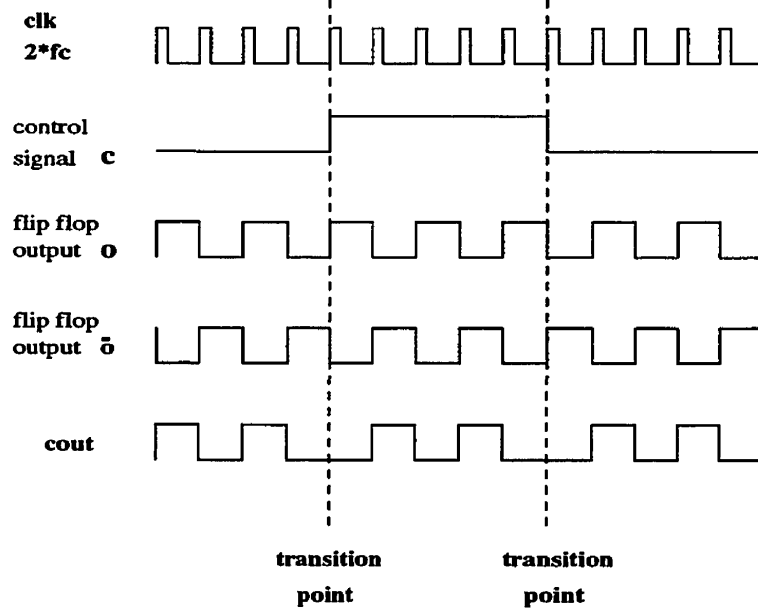 clk
2*fc
control
signal c
flip flop
output o
flip flop
output ō
cout
transition
point
transition
point